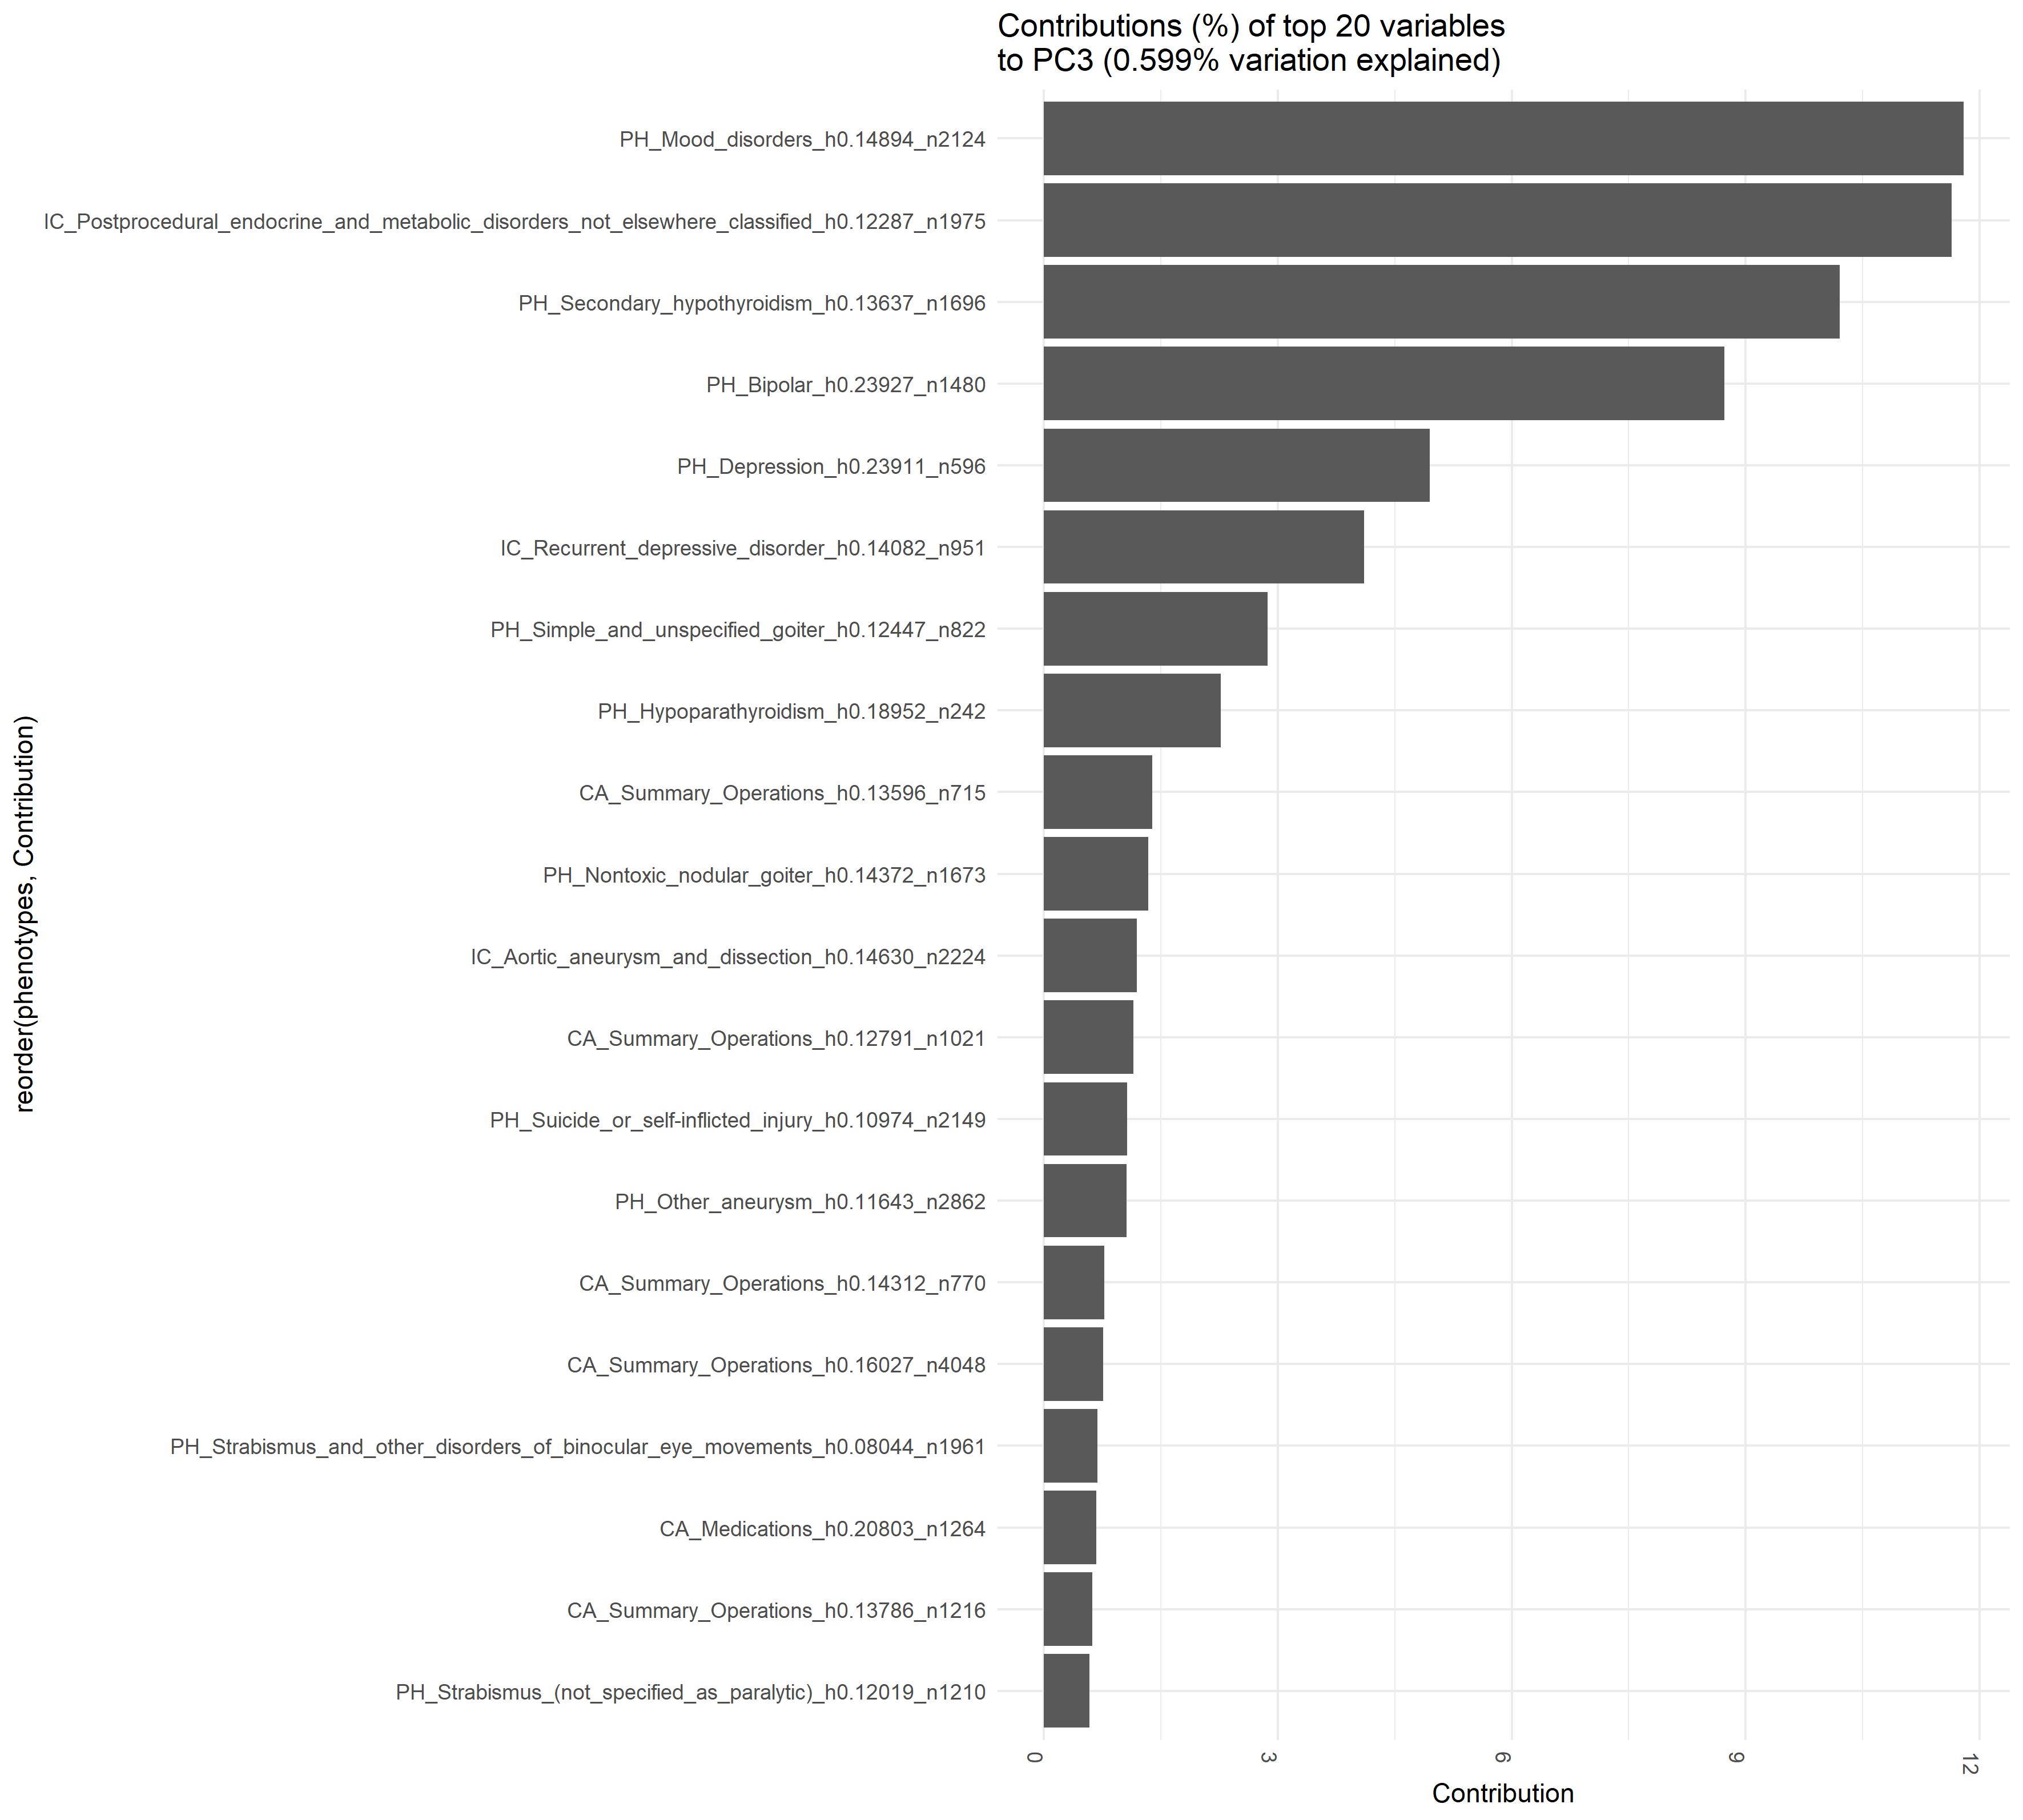 Contributions (%) of top 20 variables
to PC3 (0.599% variation explained)
PH_Mood_disorders_h0.14894_n2124
IC_Postprocedural_endocrine_and_metabolic_disorders_not_elsewhere_classified_h0.12287_n1975
PH_Secondary_hypothyroidism_h0.13637_n1696
PH_Bipolar_h0.23927_n1480
PH_Depression_h0.23911_n596
IC_Recurrent_depressive_disorder_h0.14082_n951
PH_Simple_and_unspecified_goiter_h0.12447_n822
PH_Hypoparathyroidism_h0.18952_n242
CA_Summary_Operations_h0.13596_n715
PH_Nontoxic_nodular_goiter_h0.14372_n1673
IC_Aortic_aneurysm_and_dissection_h0.14630_n2224
CA_Summary_Operations_h0.12791_n1021
PH_Suicide_or_self-inflicted_injury_h0.10974_n2149
PH_Other_aneurysm_h0.11643_n2862
CA_Summary_Operations_h0.14312_n770
CA_Summary_Operations_h0.16027_n4048
PH_Strabismus_and_other_disorders_of_binocular_eye_movements_h0.08044_n1961
CA_Medications_h0.20803_n1264
CA_Summary_Operations_h0.13786_n1216
PH_Strabismus_(not_specified_as_paralytic)_h0.12019_n1210
reorder(phenotypes, Contribution)
0 3 6 9 12
Contribution